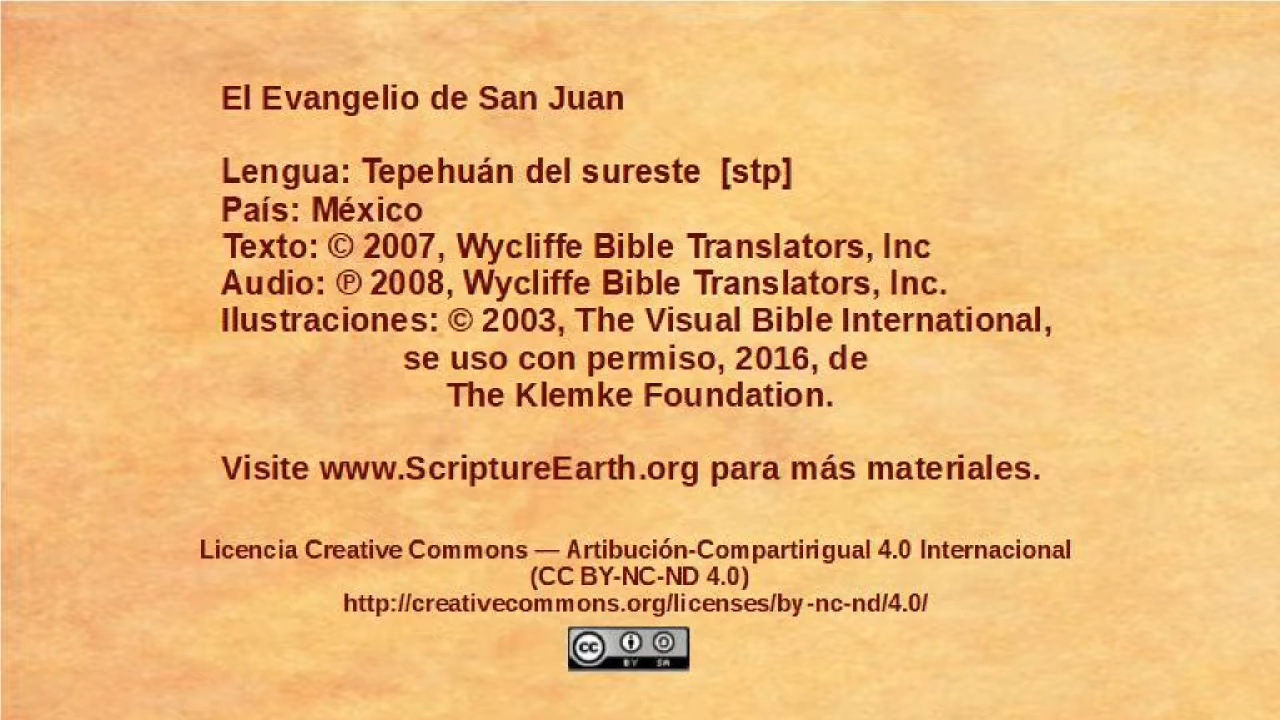 El Evangelio de San Juan
Lengua: Tepehuán del sureste [stp]
País: México
Texto: © 2007, Wycliffe Bible Translators, Inc
Audio: ℗ 2008, Wycliffe Bible Translators, Inc.
Ilustraciones: © 2003, The Visual Bible International,
se uso con permiso, 2016, de
The Klemke Foundation.
Visite www.ScriptureEarth.org para más materiales.
Licencia Creative Commons — Artibución-Compartirigual 4.0 Internacional
(CC BY-NC-ND 4.0)
http://creativecommons.org/licenses/by-nc-nd/4.0/
cc BY SA